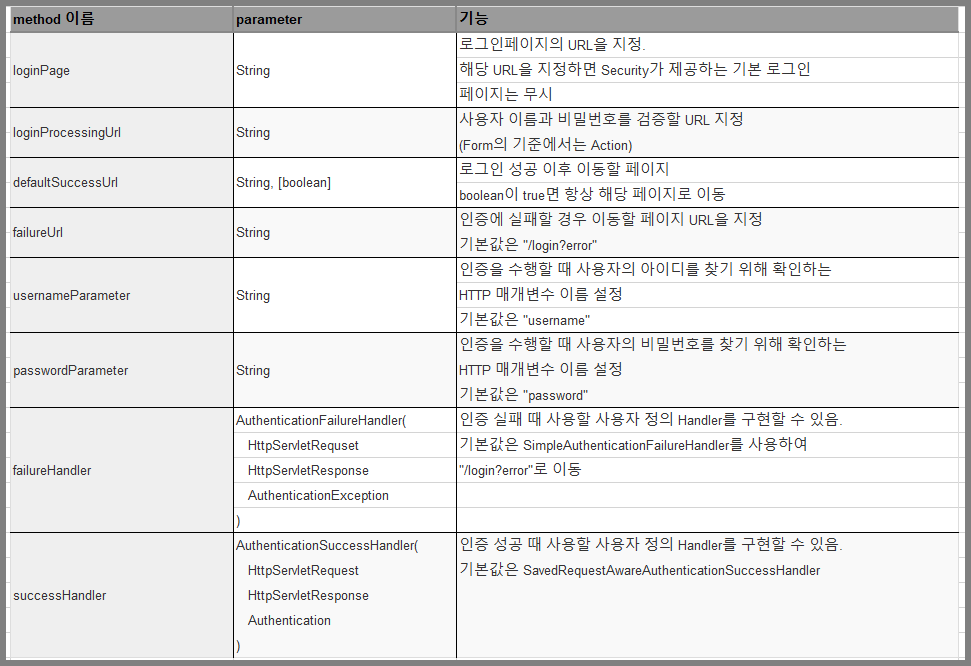 method 이름 parameter 기능
loginPage String 로그인페이지의 URL을 지정.
해당 URL을 지정하면 Security가 제공하는 기본 로그인
페이지는 무시
loginProcessingUrl String 사용자 이름과 비밀번호를 검증할 URL 지정
(Form의 기준에서는 Action)
defaultSuccessUrl String, [boolean] 로그인 성공 이후 이동할 페이지
boolean이 true면 항상 해당 페이지로 이동
failureUrl String 인증에 실패할 경우 이동할 페이지 URL을 지정
기본값은 "/login?error"
usernameParameter String 인증을 수행할 때 사용자의 아이디를 찾기 위해 확인하는
HTTP 매개변수 이름 설정
기본값은 "username"
passwordParameter String 인증을 수행할 때 사용자의 비밀번호를 찾기 위해 확인하는
HTTP 매개변수 이름 설정
기본값은 "password"
failureHandler AuthenticationFailureHandler( 인증 실패 때 사용할 사용자 정의 Handler를 구현할 수 있음.
HttpServletRequset 기본값은 SimpleAuthenticationFailureHandler를 사용하여
HttpServletResponse "/login?error"로 이동
AuthenticationException
)
successHandler AuthenticationSuccessHandler( 인증 성공 때 사용할 사용자 정의 Handler를 구현할 수 있음.
HttpServletRequest 기본값은 SavedRequestAwareAuthenticationSuccessHandler
HttpServletResponse
Authentication
)